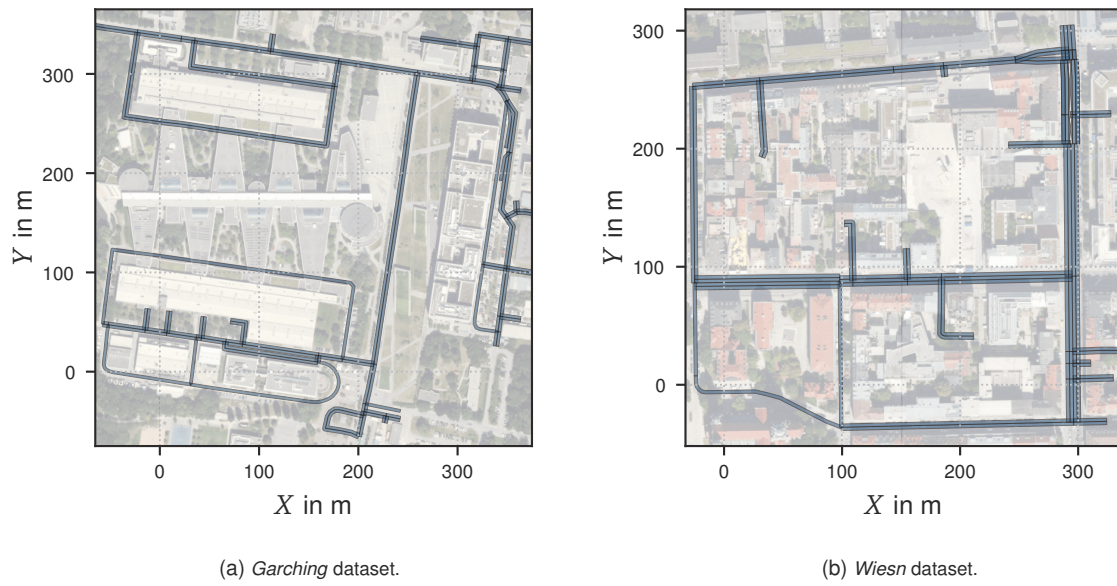 300
200
100
0
Y in m
0 100 200 300
X in m
(a) Garching dataset.
300
200
100
0
Y in m
0 100 200 300
X in m
(b) Wiesn dataset.